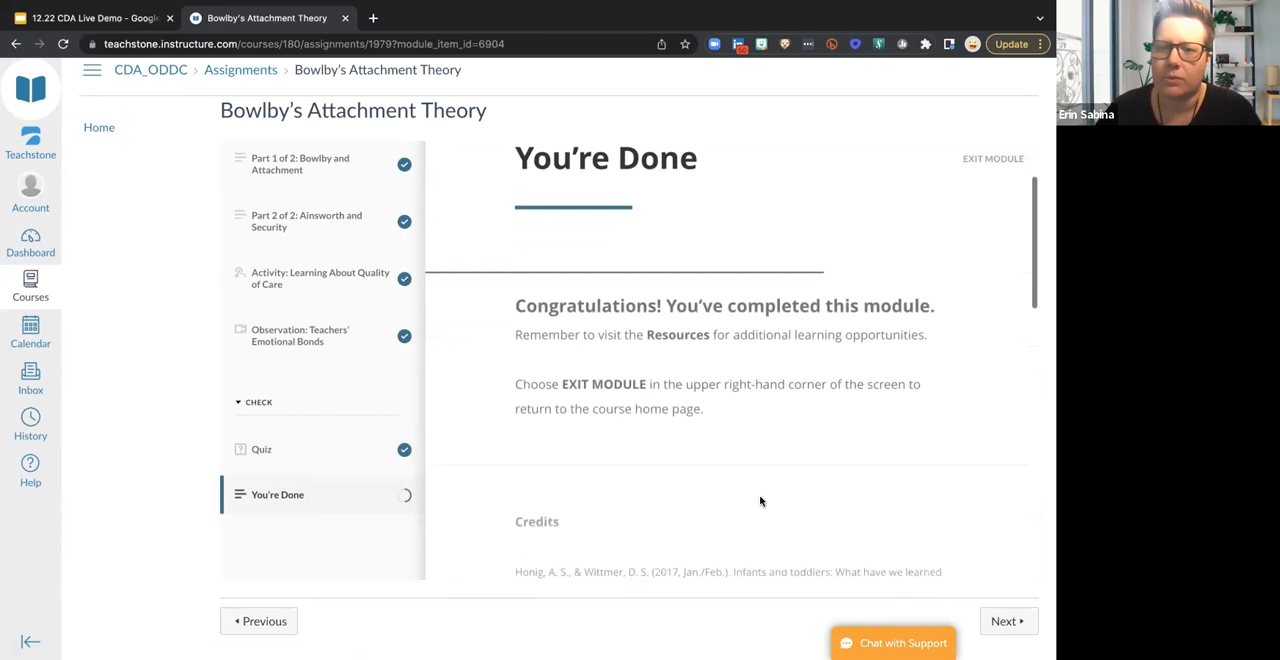 12.22 CDA Live Demo - Google
Bowlby's Attachment Theory
teachstone.instructure.com/courses/180/assignments/1979?module_item_id=6904
Update
Erin Sabina
CDA_ODDC › Assignments › Bowlby's Attachment Theory
Teachstone
Account
Dashboard
Courses
Calendar
Inbox
History
Help
Home
Bowlby's Attachment Theory
Part 1 of 2: Bowlby and
Attachment
Part 2 of 2: Ainsworth and
Security
Activity: Learning About Quality
of Care
Observation: Teachers'
Emotional Bonds
CHECK
Quiz
You're Done
You're Done
EXIT MODULE
Congratulations! You've completed this module.
Remember to visit the Resources for additional learning opportunities.
Choose EXIT MODULE in the upper right-hand corner of the screen to
return to the course home page.
Credits
Honig, A. S., & Wittmer, D. S. (2017, Jan./Feb.). Infants and toddlers: What have we learned
Previous
Next
Chat with Support